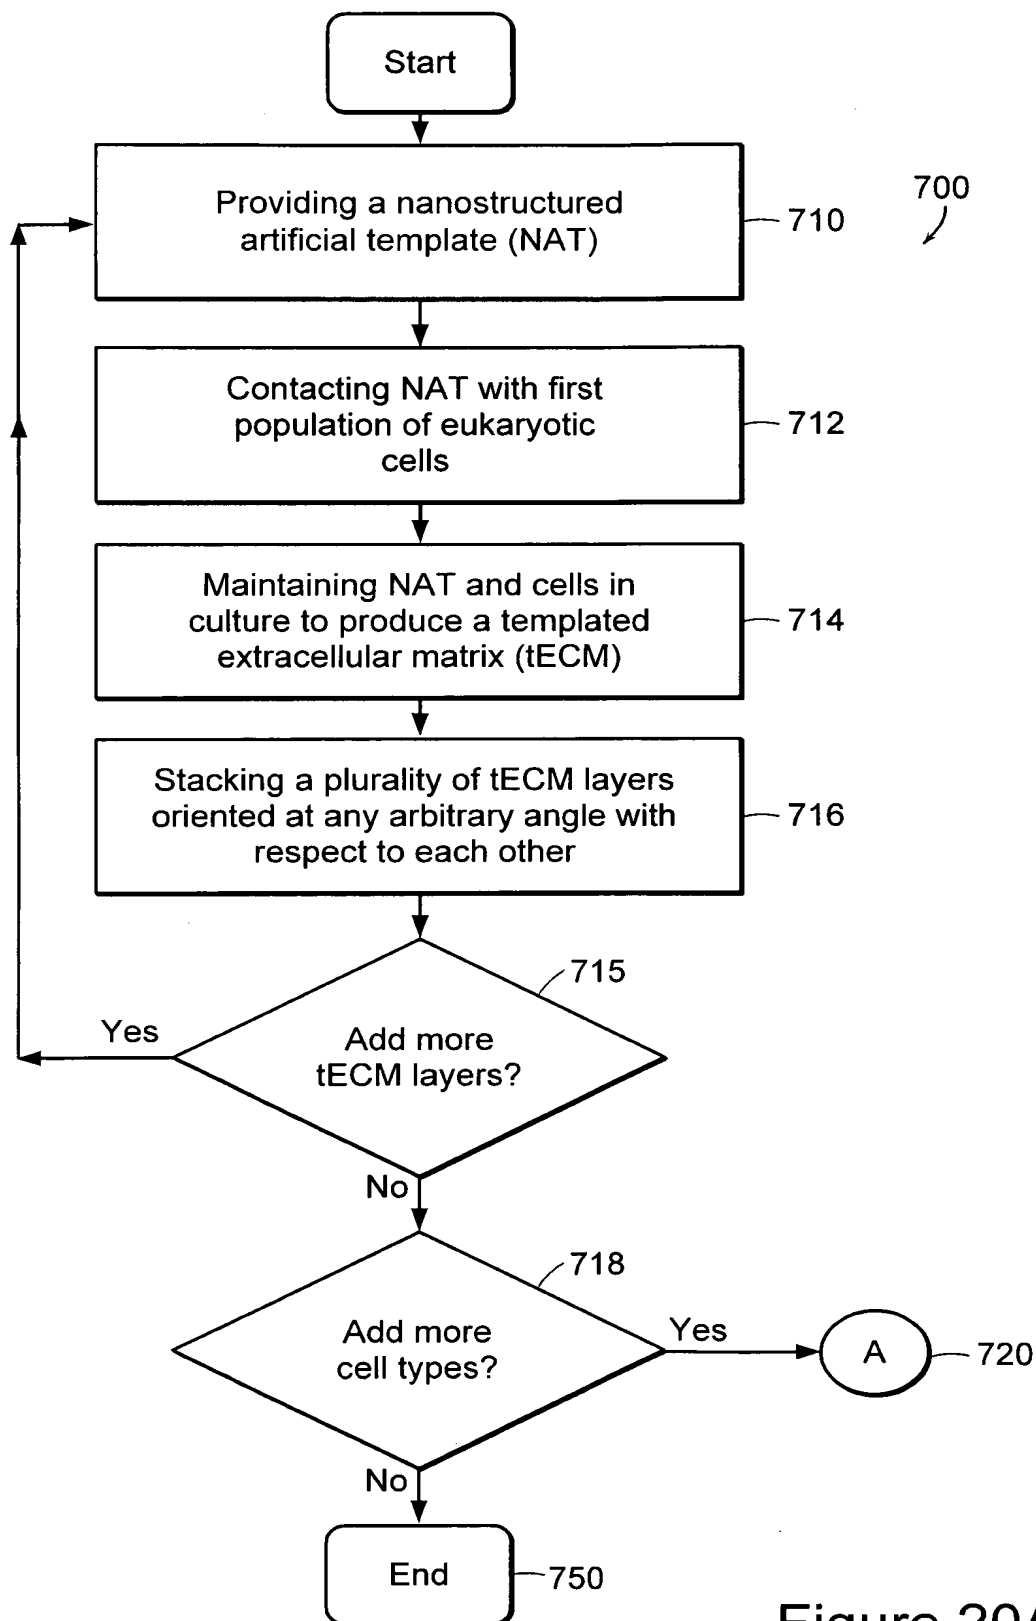 Start
700
Providing a nanostructured
artificial template (NAT)
710
Contacting NAT with first
population of eukaryotic
cells
712
Maintaining NAT and cells in
culture to produce a templated
extracellular matrix (tECM)
714
Stacking a plurality of tECM layers
oriented at any arbitrary angle with
respect to each other
716
715
Yes
Add more
tECM layers?
No
718
Add more
cell types?
Yes
A
720
No
End
750